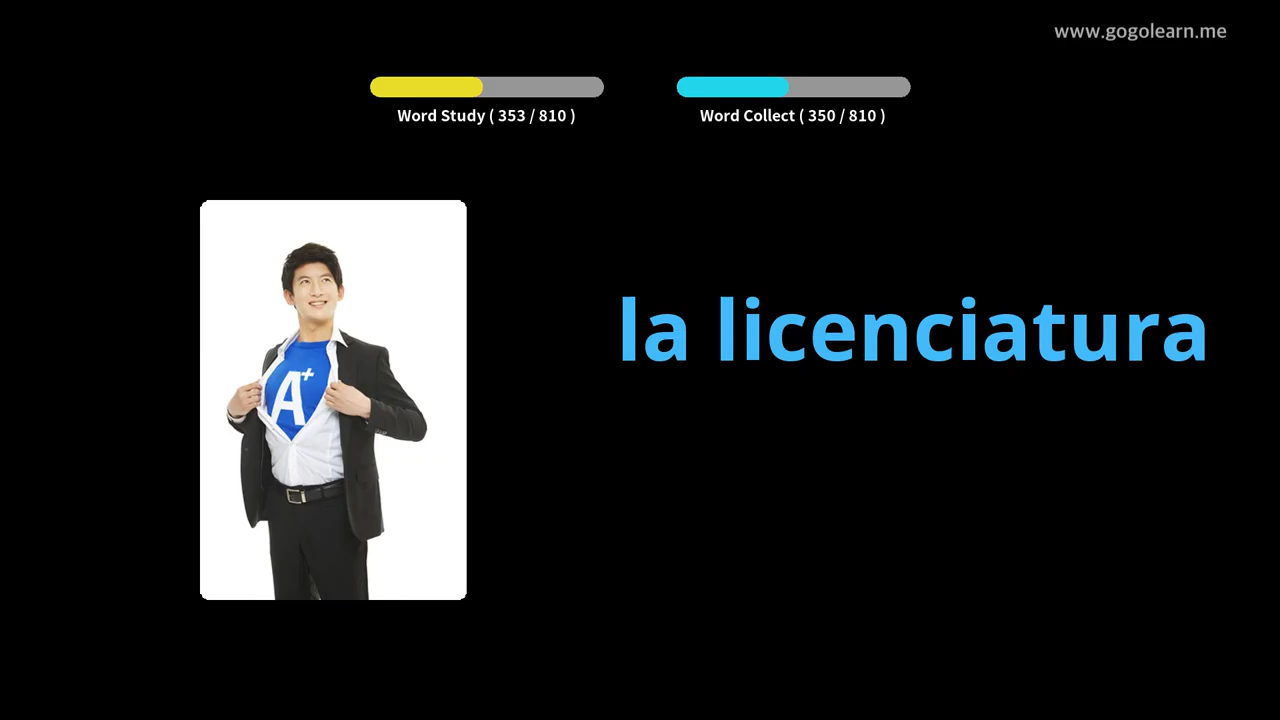 www.gogolearn.me
Word Study ( 353 / 810 )
Word Collect ( 350 / 810 )
la licenciatura
A+